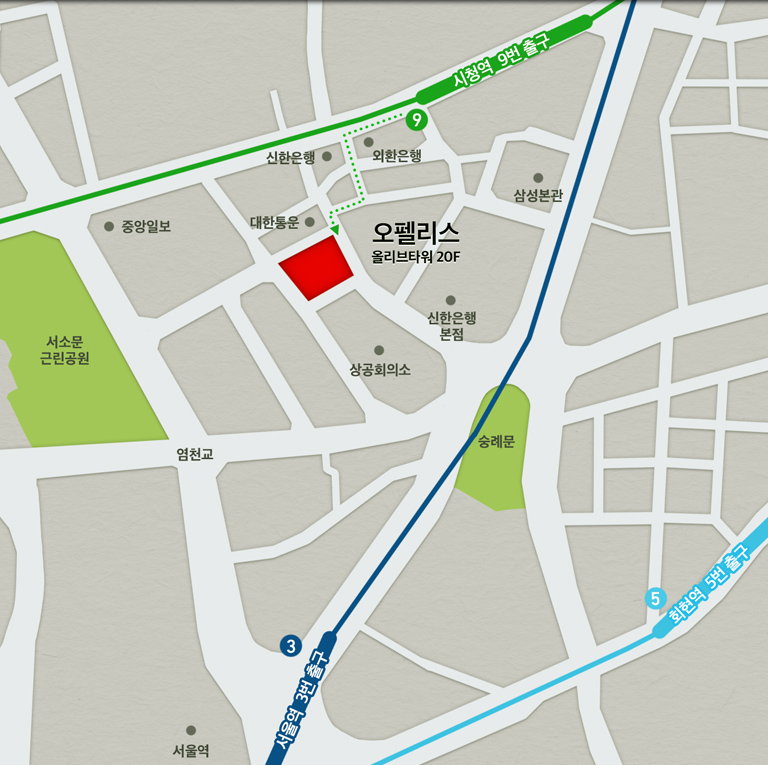 시청역 9번 출구
9
신한은행
외환은행
삼성본관
중앙일보
대한통운
오펠리스
올리브타워 20F
신한은행
본점
서소문
근린공원
상공회의소
숭례문
염천교
회현역 5번 출구
5
3
서울역 3번 출구
서울역